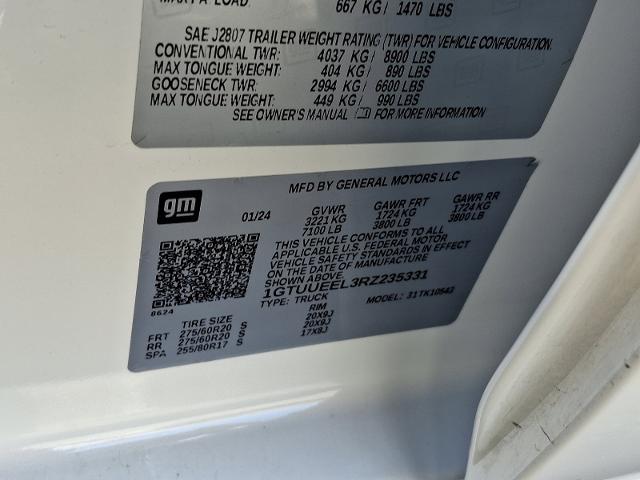 MAX PAYLOAD: 667 KG / 1470 LBS
SAE J2807 TRAILER WEIGHT RATING (TWR) FOR VEHICLE CONFIGURATION
CONVENTIONAL TWR: 4037 KG / 8900 LBS
MAX TONGUE WEIGHT: 404 KG / 890 LBS
GOOSENECK TWR: 2994 KG / 6600 LBS
MAX TONGUE WEIGHT: 449 KG / 990 LBS
SEE OWNER'S MANUAL FOR MORE INFORMATION
gm
MFD BY GENERAL MOTORS LLC
01/24 GVWR GAWR FRT GAWR RR
3221 KG 1724 KG 1724 KG
7100 LB 3800 LB 3800 LB
THIS VEHICLE CONFORMS TO ALL
APPLICABLE U.S. FEDERAL MOTOR
VEHICLE SAFETY STANDARDS IN EFFECT
ON THE DATE OF MANUFACTURE
SHOWN ABOVE.
1GTUUEEL3RZ235331
TYPE: TRUCK MODEL: 31TK10543
8624
TIRE SIZE RIM
FRT 275/60R20 S 20X9J
RR 275/60R20 S 20X9J
SPA 255/80R17 S 17X8J